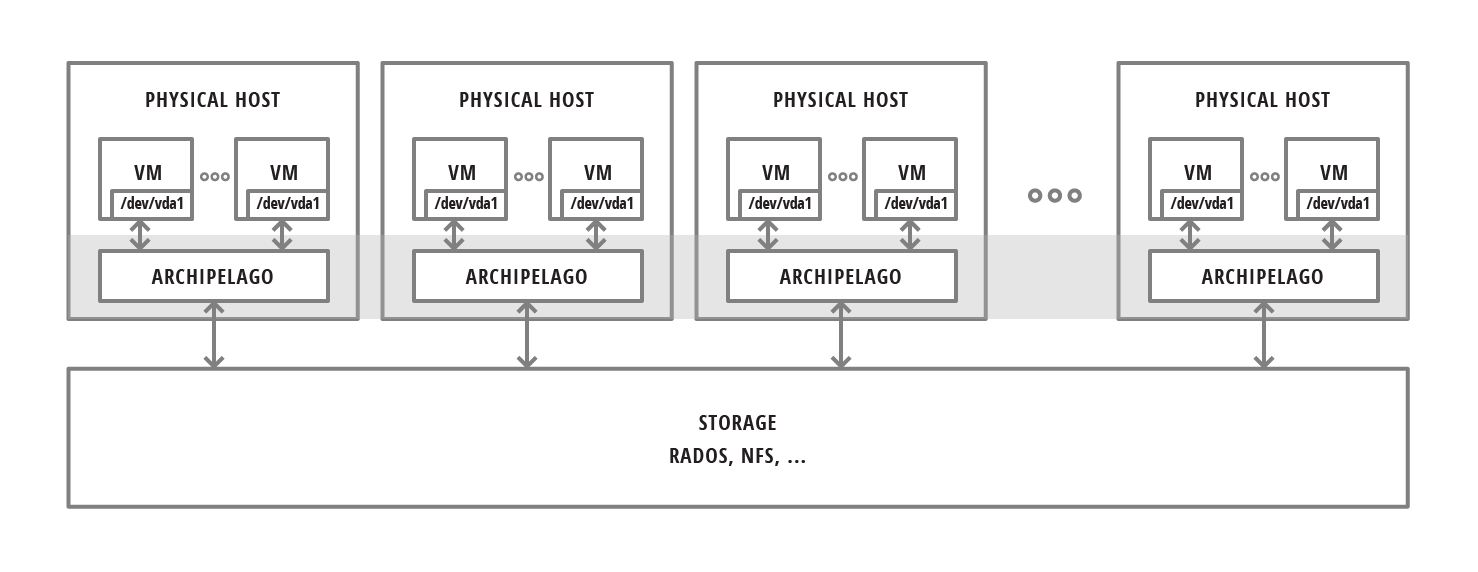 PHYSICAL HOST
PHYSICAL HOST
PHYSICAL HOST
PHYSICAL HOST
VM
VM
VM
VM
VM
VM
VM
VM
/dev/vda1
/dev/vda1
/dev/vda1
/dev/vda1
/dev/vda1
/dev/vda1
/dev/vda1
/dev/vda1
ARCHIPELAGO
ARCHIPELAGO
ARCHIPELAGO
ARCHIPELAGO
STORAGE
RADOS, NFS, ...